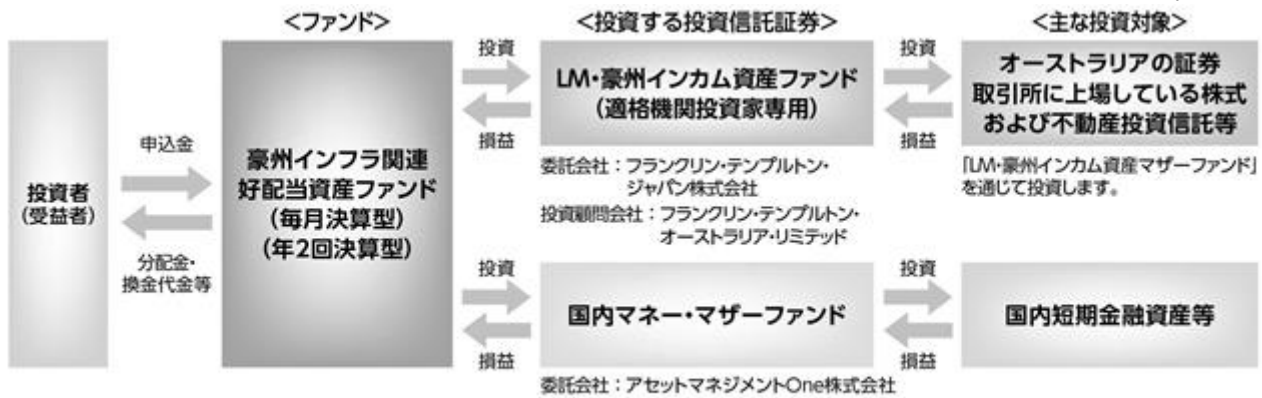 <ファンド>
<投資する投資信託証券>
<主な投資対象>
投資者
(受益者)
申込金
分配金・
換金代金等
豪州インフラ関連
好配当資産ファンド
(毎月決算型)
(年2回決算型)
投資
損益
LM・豪州インカム資産ファンド
(適格機関投資家専用)
委託会社：フランクリン・テンプルトン・
ジャパン株式会社
投資顧問会社：フランクリン・テンプルトン・
オーストラリア・リミテッド
投資
損益
オーストラリアの証券
取引所に上場している株式
および不動産投資信託等
「LM・豪州インカム資産マザーファンド」
を通じて投資します。
投資
損益
国内マネー・マザーファンド
委託会社：アセットマネジメントOne株式会社
投資
損益
国内短期金融資産等